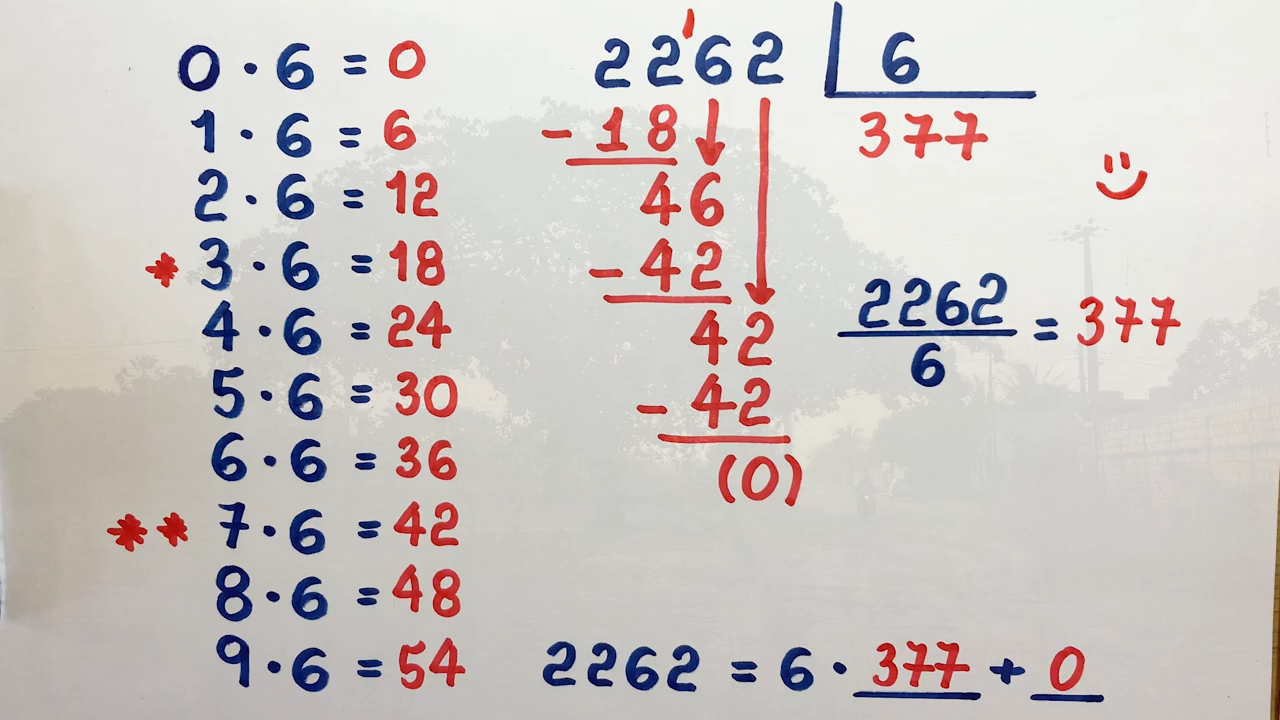 0 · 6 = 0
1 · 6 = 6
2 · 6 = 12
* 3 · 6 = 18
4 · 6 = 24
5 · 6 = 30
6 · 6 = 36
** 7 · 6 = 42
8 · 6 = 48
9 · 6 = 54
22'62 | 6
377
- 18
46
- 42
42
- 42
(0)
2262
6
= 377
2262 = 6 · 377 + 0